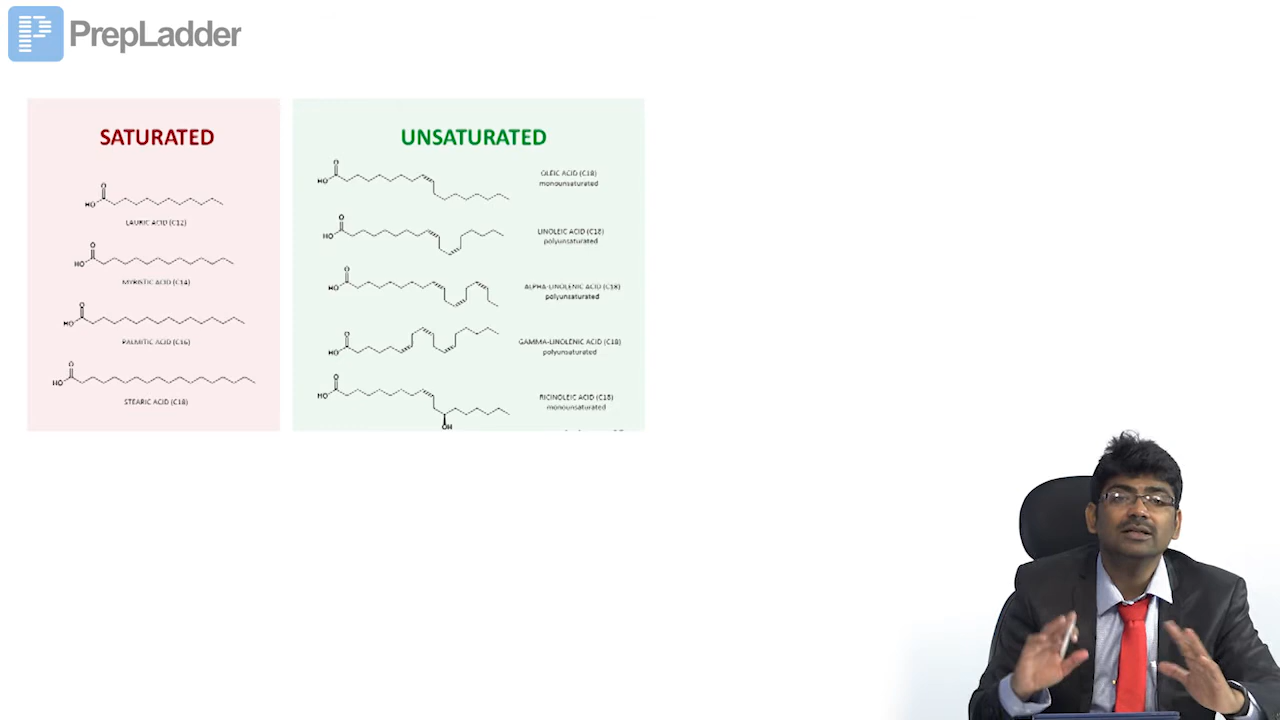 PrepLadder
SATURATED
HO
O
LAURIC ACID (C12)
HO
O
MYRISTIC ACID (C14)
HO
O
PALMITIC ACID (C16)
HO
O
STEARIC ACID (C18)
UNSATURATED
HO
O
OLEIC ACID (C18)
monounsaturated
HO
O
LINOLEIC ACID (C18)
polyunsaturated
HO
O
ALPHA-LINOLENIC ACID (C18)
polyunsaturated
HO
O
GAMMA-LINOLENIC ACID (C18)
polyunsaturated
HO
O
OH
RICINOLEIC ACID (C18)
monounsaturated